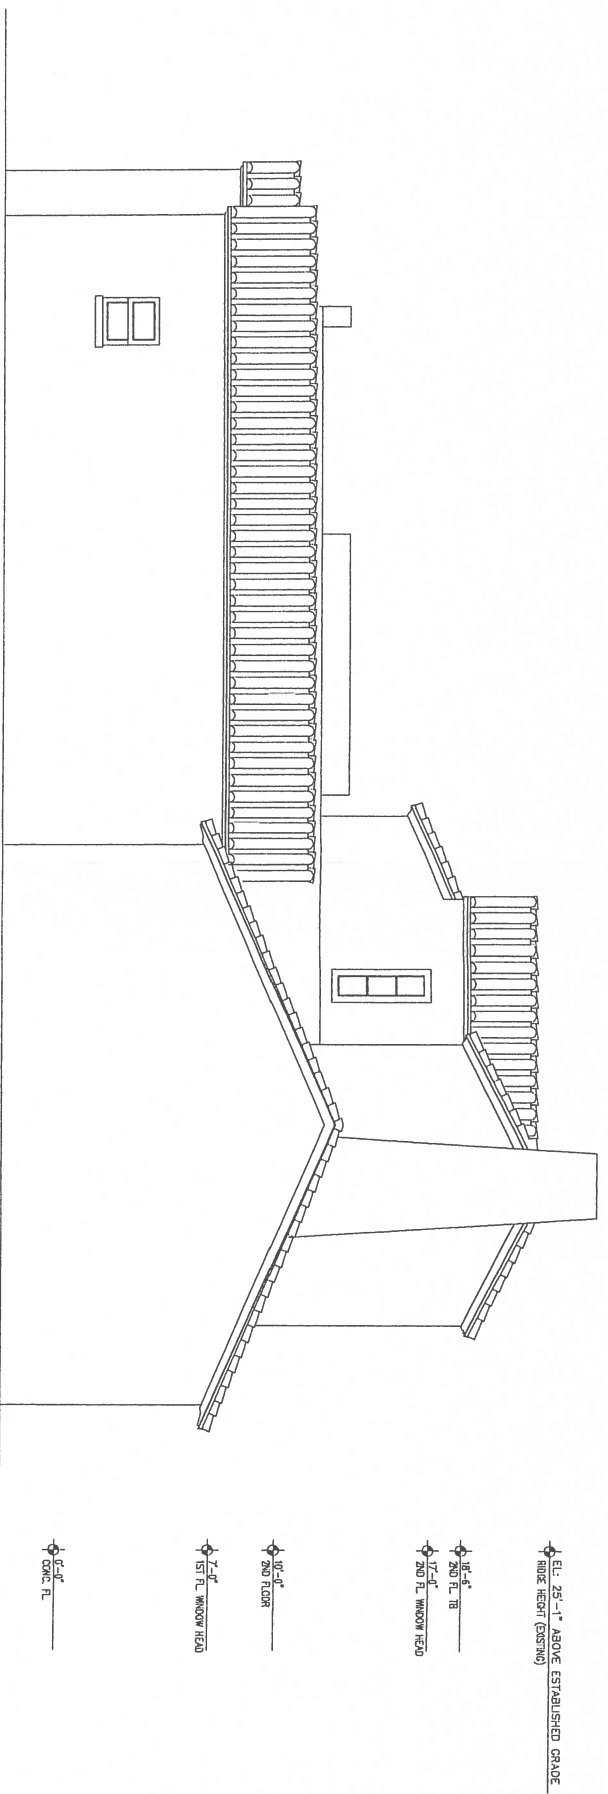 EL: 25'-1" ABOVE ESTABLISHED GRADE
RIDGE HEIGHT (EXISTING)
18'-6"
2ND FL TB
17'-0"
2ND FL WINDOW HEAD
10'-0"
2ND FLOOR
7'-0"
1ST FL WINDOW HEAD
0'-0"
CONC. FL